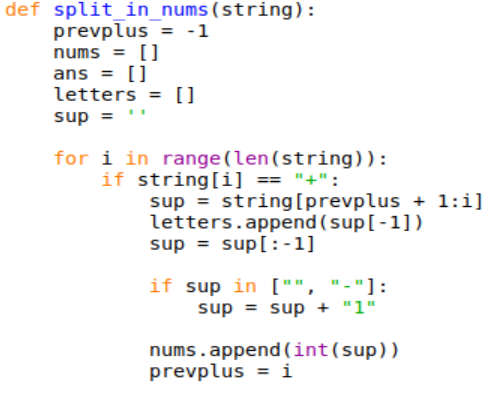 def split_in_nums(string):
    prevplus = -1
    nums = []
    ans = []
    letters = []
    sup = ''

    for i in range(len(string)):
        if string[i] == "+":
            sup = string[prevplus + 1:i]
            letters.append(sup[-1])
            sup = sup[:-1]

            if sup in ["", "-"]:
                sup = sup + "1"

            nums.append(int(sup))
            prevplus = i